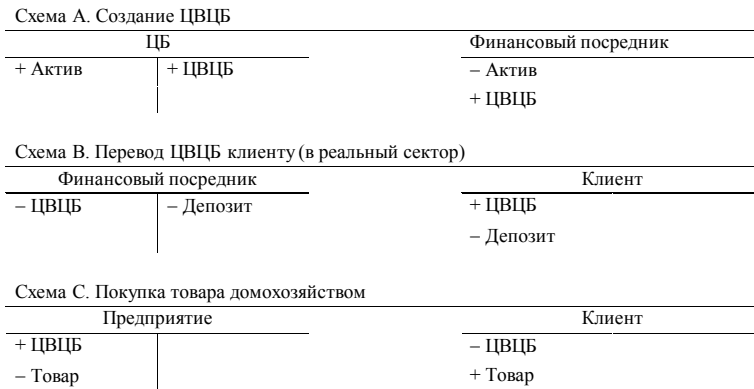 Схема А. Создание ЦВЦБ
ЦБ Финансовый посредник
+ Актив + ЦВЦБ – Актив
+ ЦВЦБ
Схема В. Перевод ЦВЦБ клиенту (в реальный сектор)
Финансовый посредник Клиент
– ЦВЦБ – Депозит + ЦВЦБ
– Депозит
Схема С. Покупка товара домохозяйством
Предприятие Клиент
+ ЦВЦБ – ЦВЦБ
– Товар + Товар